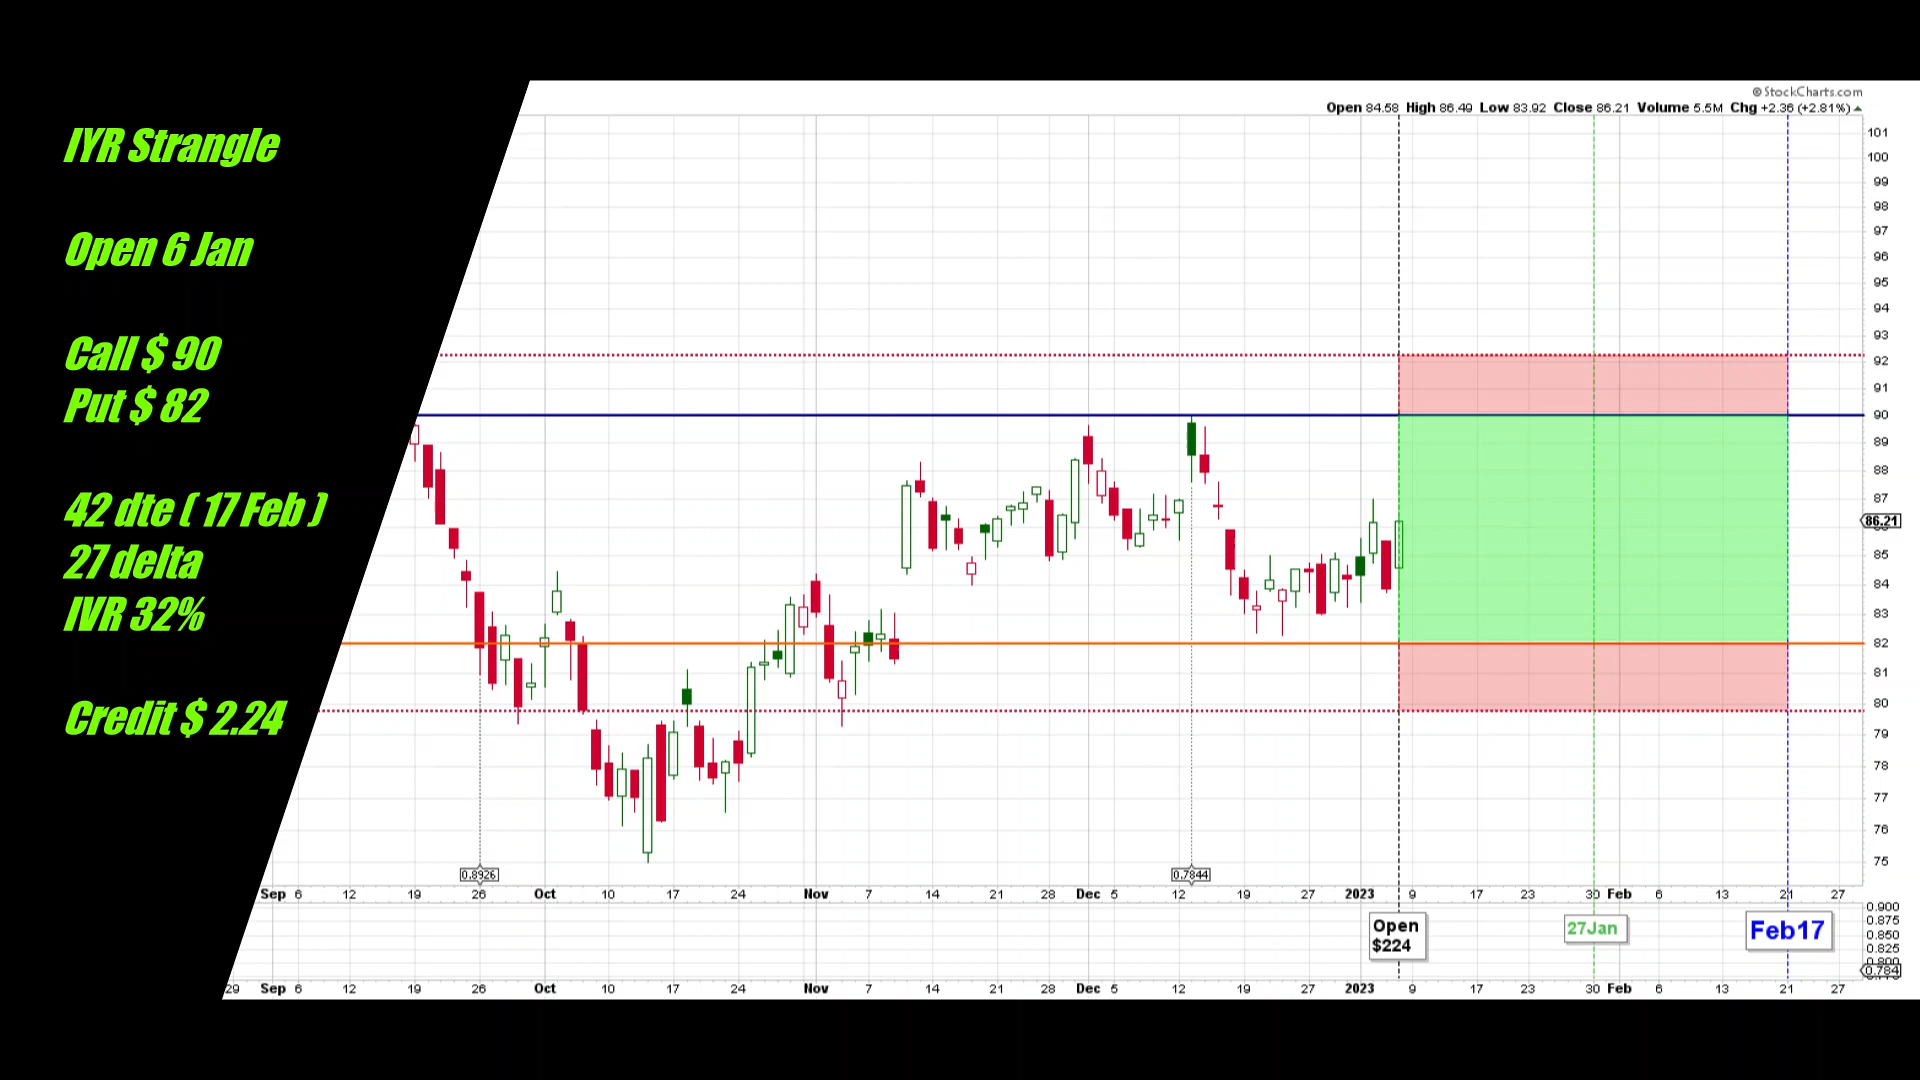 IYR Strangle
Open 6 Jan
Call $ 90
Put $ 82
42 dte ( 17 Feb )
27 delta
IVR 32%
Credit $ 2.24
© StockCharts.com
Open 84.58 High 86.49 Low 83.92 Close 86.21 Volume 5.5M Chg +2.36 (+2.81%)
101
100
99
98
97
96
95
94
93
92
91
90
89
88
87
86.21
85
84
83
82
81
80
79
78
77
76
75
0.8926
0.7844
Sep 6 12 19 26 Oct 10 17 24 Nov 7 14 21 28 Dec 5 12 19 27 2023 9 17 23 30 Feb 6 13 21 27
0.900
0.875
0.850
0.825
0.800
0.784
Open
$224
27Jan
Feb17
29 Sep 6 12 19 26 Oct 10 17 24 Nov 7 14 21 28 Dec 5 12 19 27 2023 9 17 23 30 Feb 6 13 21 27